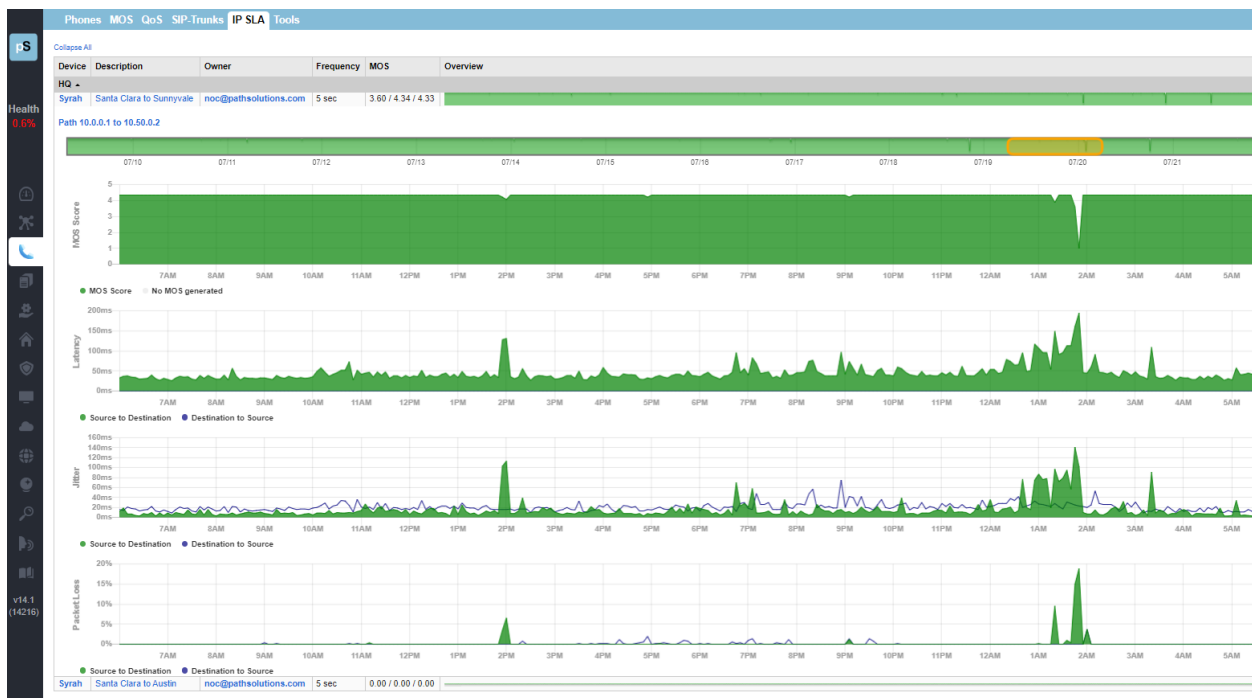 Phones MOS QoS SIP-Trunks IP SLA Tools
pS
Collapse All
Device Description Owner Frequency MOS Overview
HQ
Syrah Santa Clara to Sunnyvale noc@pathsolutions.com 5 sec 3.60 / 4.34 / 4.33
Health
0.6%
Path 10.0.0.1 to 10.50.0.2
07/10 07/11 07/12 07/13 07/14 07/15 07/16 07/17 07/18 07/19 07/20 07/21
MOS Score
5
4
3
2
1
0
7AM 8AM 9AM 10AM 11AM 12PM 1PM 2PM 3PM 4PM 5PM 6PM 7PM 8PM 9PM 10PM 11PM 12AM 1AM 2AM 3AM 4AM 5AM
MOS Score No MOS generated
Latency
200ms
150ms
100ms
50ms
0ms
7AM 8AM 9AM 10AM 11AM 12PM 1PM 2PM 3PM 4PM 5PM 6PM 7PM 8PM 9PM 10PM 11PM 12AM 1AM 2AM 3AM 4AM 5AM
Source to Destination Destination to Source
Jitter
160ms
140ms
120ms
100ms
80ms
60ms
40ms
20ms
0ms
7AM 8AM 9AM 10AM 11AM 12PM 1PM 2PM 3PM 4PM 5PM 6PM 7PM 8PM 9PM 10PM 11PM 12AM 1AM 2AM 3AM 4AM 5AM
Source to Destination Destination to Source
Packet Loss
20%
15%
10%
5%
0%
7AM 8AM 9AM 10AM 11AM 12PM 1PM 2PM 3PM 4PM 5PM 6PM 7PM 8PM 9PM 10PM 11PM 12AM 1AM 2AM 3AM 4AM 5AM
Source to Destination Destination to Source
v14.1
(14216)
Syrah Santa Clara to Austin noc@pathsolutions.com 5 sec 0.00 / 0.00 / 0.00